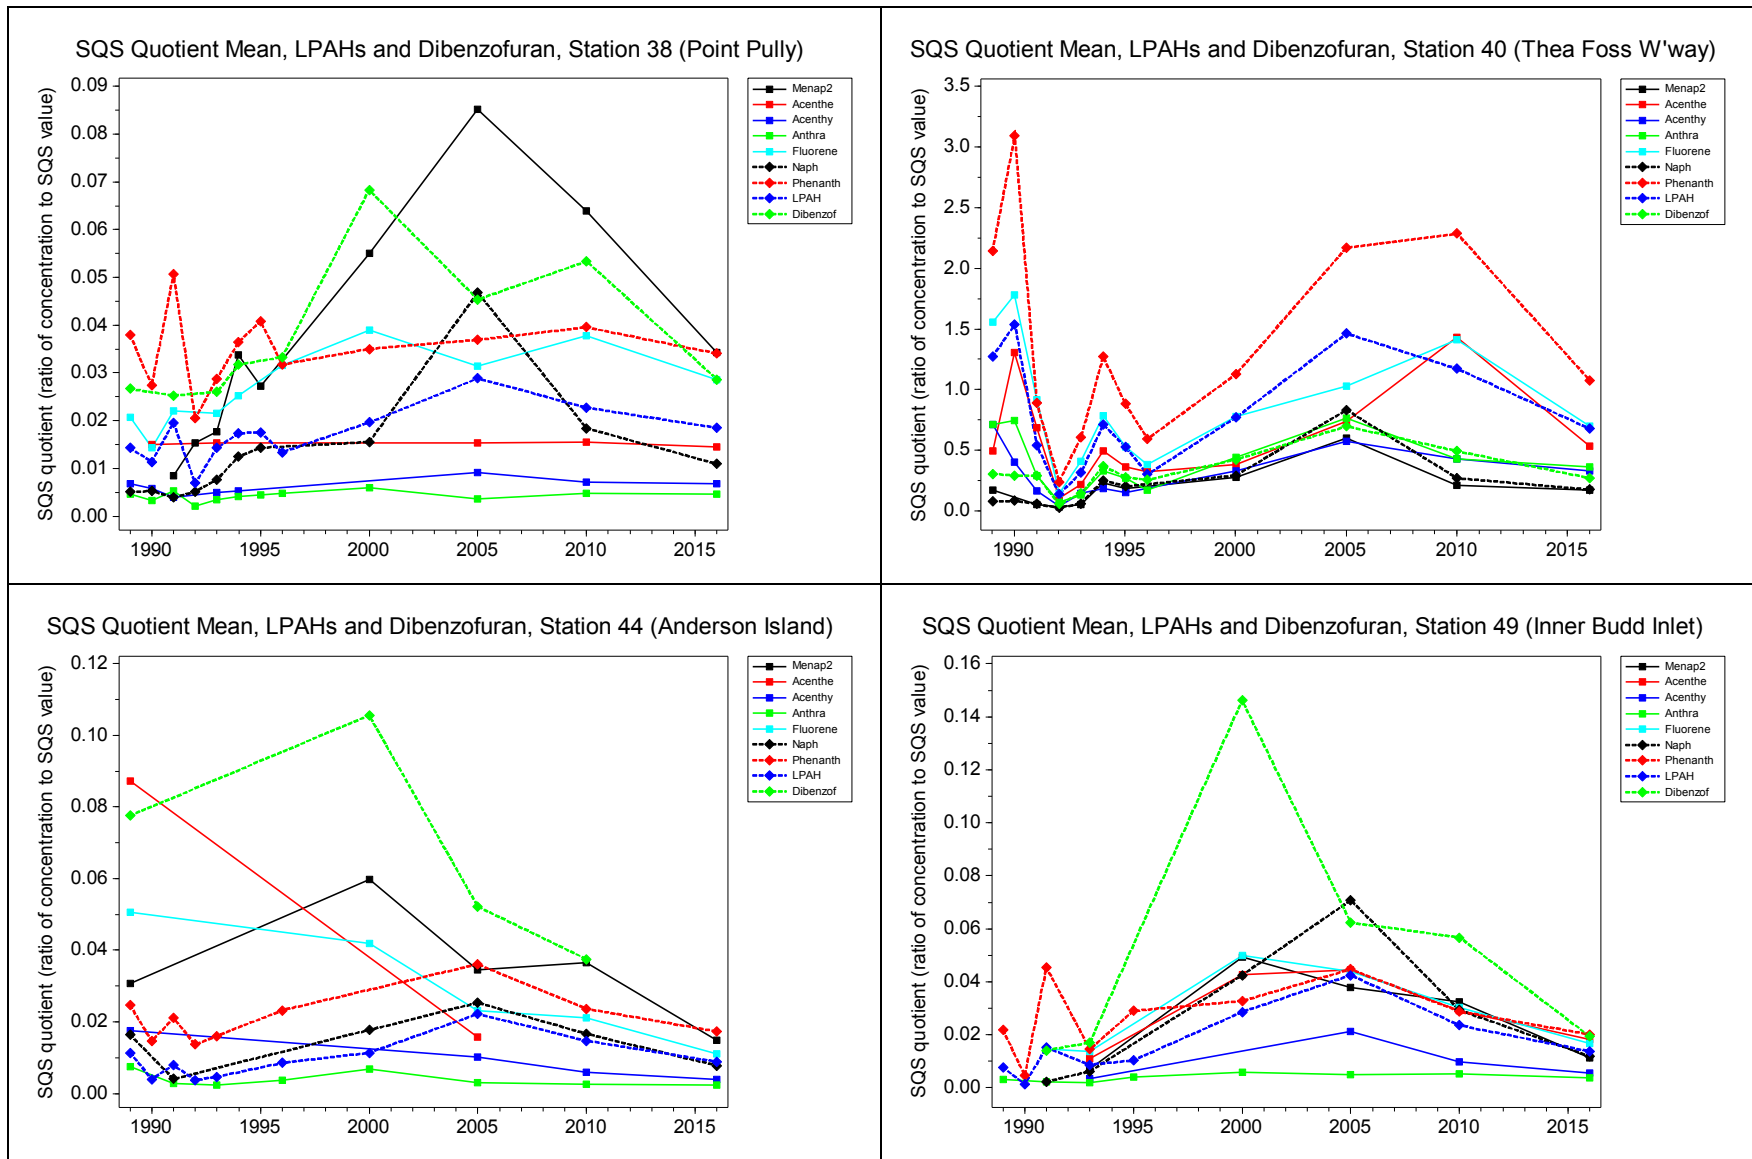 SQS Quotient Mean, LPAHs and Dibenzofuran, Station 38 (Point Pully)
SQS quotient (ratio of concentration to SQS value)
0.09
0.08
0.07
0.06
0.05
0.04
0.03
0.02
0.01
0.00
1990 1995 2000 2005 2010 2015
Menap2
Acenthe
Acenthy
Anthra
Fluorene
Naph
Phenanth
LPAH
Dibenzof
SQS Quotient Mean, LPAHs and Dibenzofuran, Station 40 (Thea Foss W'way)
SQS quotient (ratio of concentration to SQS value)
3.5
3.0
2.5
2.0
1.5
1.0
0.5
0.0
1990 1995 2000 2005 2010 2015
Menap2
Acenthe
Acenthy
Anthra
Fluorene
Naph
Phenanth
LPAH
Dibenzof
SQS Quotient Mean, LPAHs and Dibenzofuran, Station 44 (Anderson Island)
SQS quotient (ratio of concentration to SQS value)
0.12
0.10
0.08
0.06
0.04
0.02
0.00
1990 1995 2000 2005 2010 2015
Menap2
Acenthe
Acenthy
Anthra
Fluorene
Naph
Phenanth
LPAH
Dibenzof
SQS Quotient Mean, LPAHs and Dibenzofuran, Station 49 (Inner Budd Inlet)
SQS quotient (ratio of concentration to SQS value)
0.16
0.14
0.12
0.10
0.08
0.06
0.04
0.02
0.00
1990 1995 2000 2005 2010 2015
Menap2
Acenthe
Acenthy
Anthra
Fluorene
Naph
Phenanth
LPAH
Dibenzof